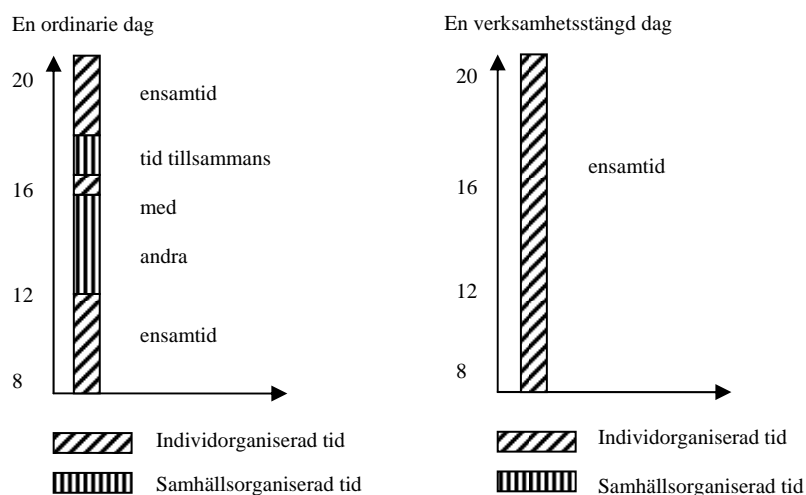 En ordinarie dag
20
ensamtid
tid tillsammans
16
med
andra
12
ensamtid
8
Individorganiserad tid
Samhällsorganiserad tid
En verksamhetsstängd dag
20
ensamtid
16
12
8
Individorganiserad tid
Samhällsorganiserad tid